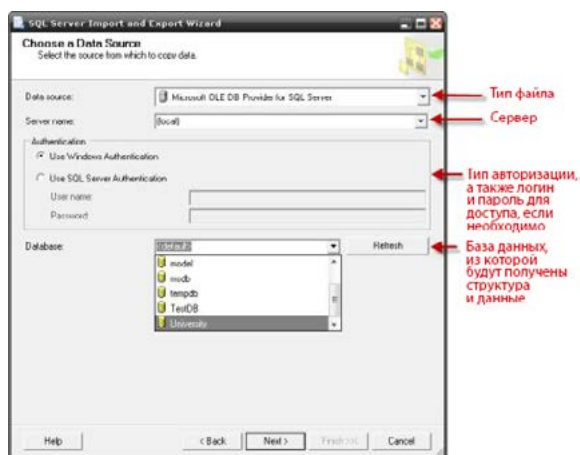 SQL Server Import and Export Wizard
Choose a Data Source
Select the source from which to copy data.
Data source:
Microsoft OLE DB Provider for SQL Server
Тип файла
Server name:
(local)
Сервер
Authentication
Use Windows Authentication
Use SQL Server Authentication
User name:
Password:
Тип авторизации,
а также логин
и пароль для
доступа, если
необходимо
Database:
<default>
Refresh
model
msdb
tempdb
TestDB
University
База данных,
из которой
будут получены
структура
и данные
Help
< Back
Next >
Finish >>|
Cancel